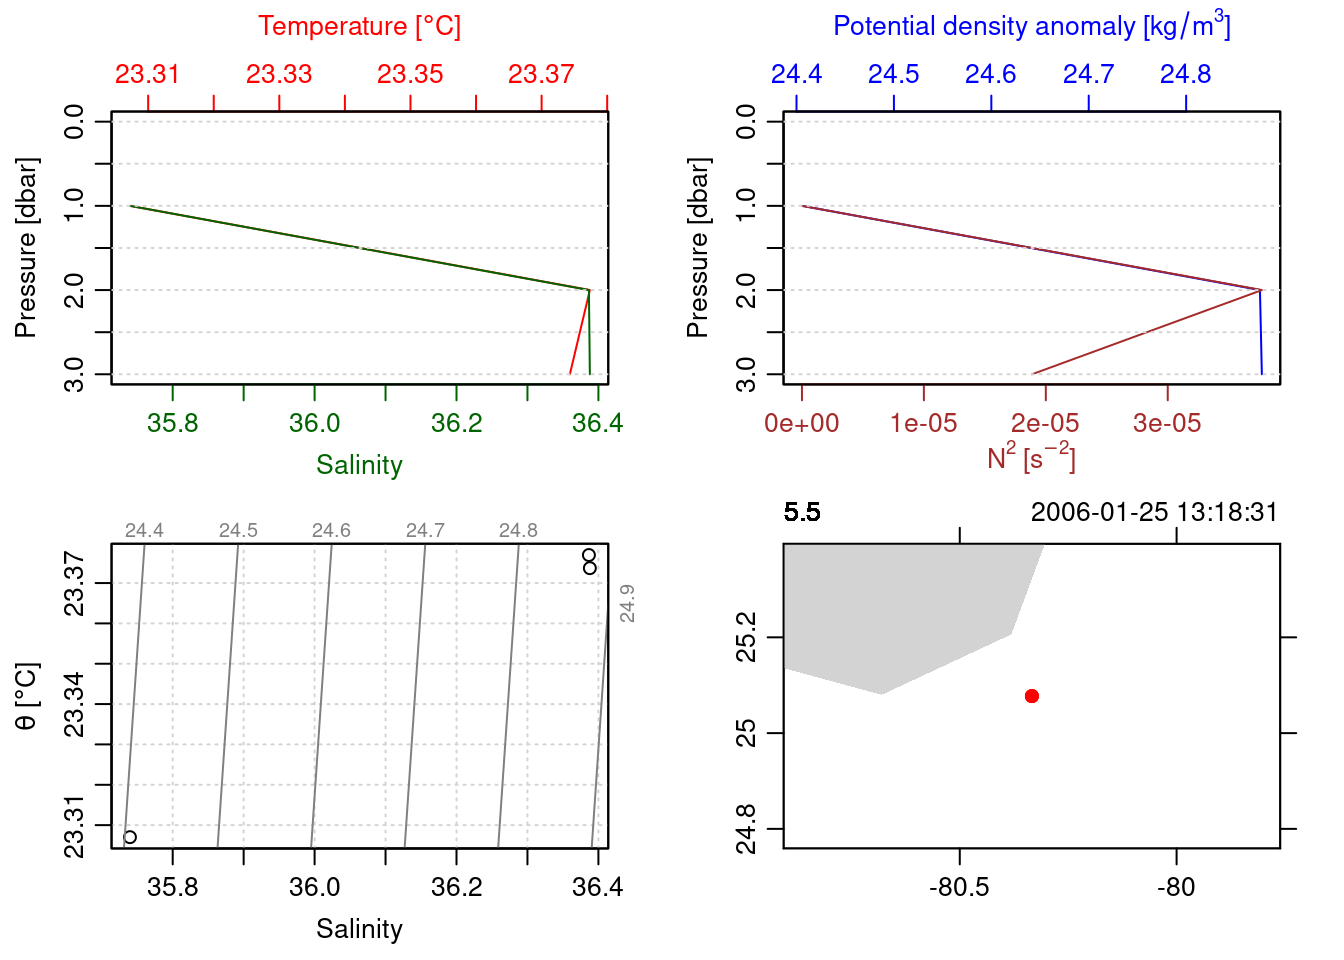 Temperature [°C]
23.31 23.33 23.35 23.37
Pressure [dbar]
0.0 1.0 2.0 3.0
35.8 36.0 36.2 36.4
Salinity
Potential density anomaly [kg/m³]
24.4 24.5 24.6 24.7 24.8
Pressure [dbar]
0.0 1.0 2.0 3.0
0e+00 1e-05 2e-05 3e-05
N² [s⁻²]
24.4 24.5 24.6 24.7 24.8
24.9
θ [°C]
23.37 23.34 23.31
35.8 36.0 36.2 36.4
Salinity
5.5 2006-01-25 13:18:31
25.2 25 24.8
-80.5 -80